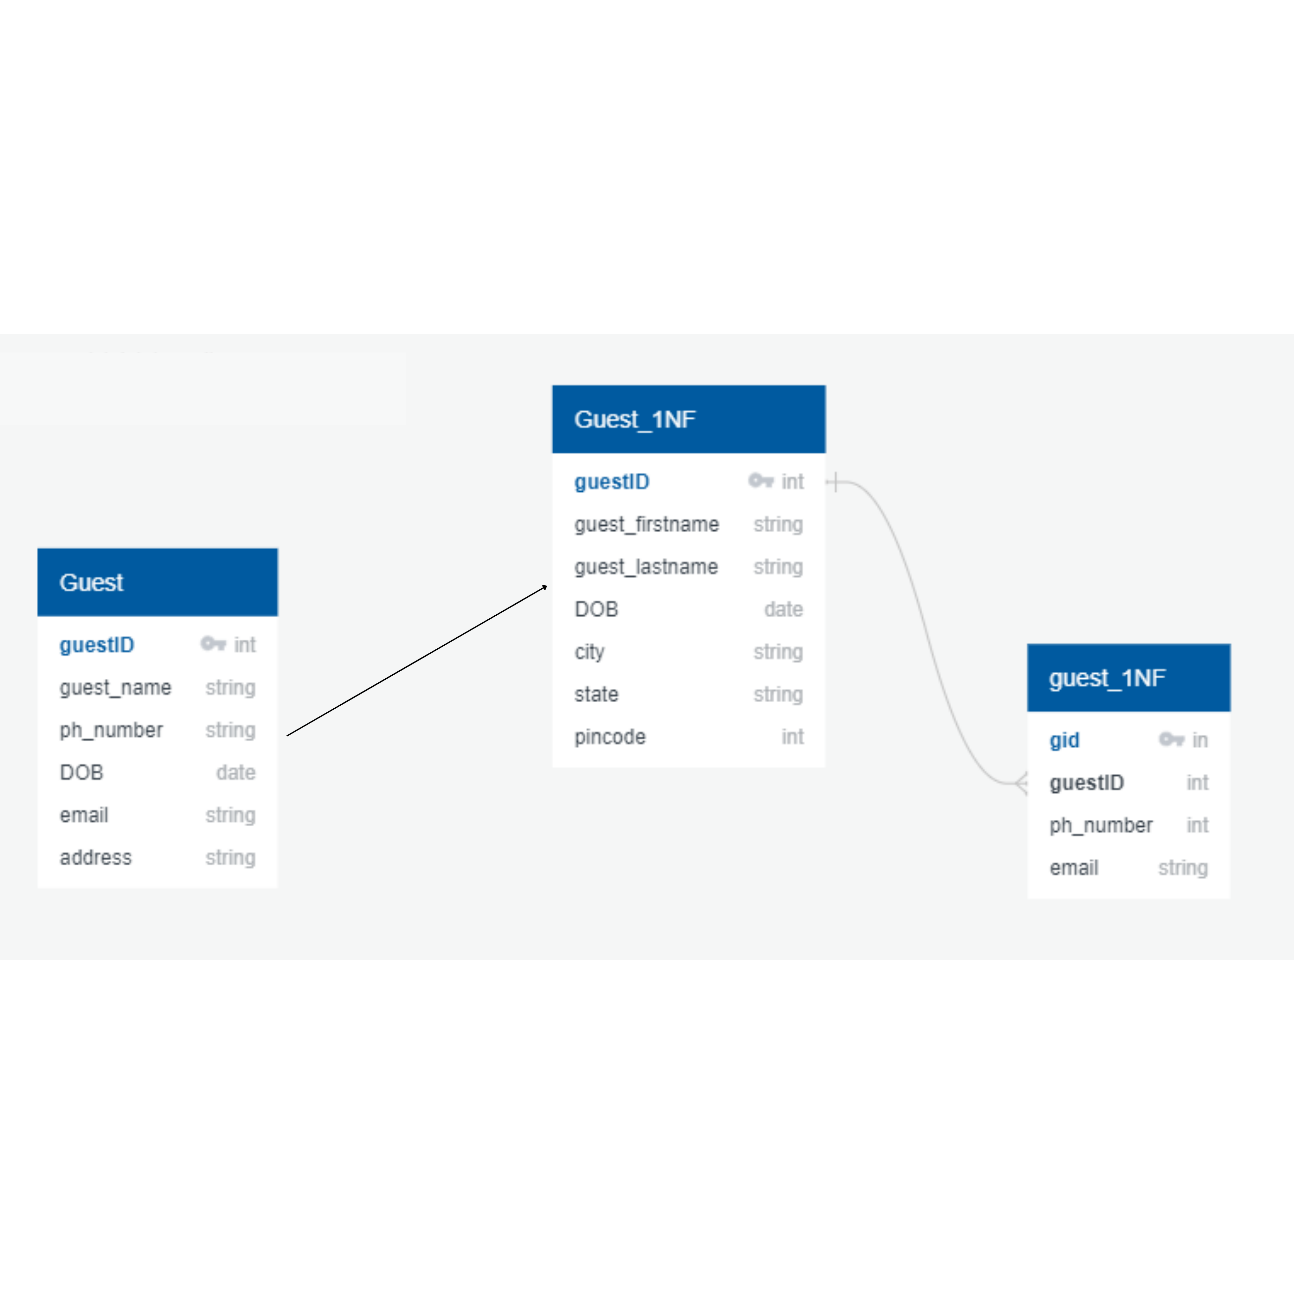 Guest
guestID int
guest_name string
ph_number string
DOB date
email string
address string
Guest_1NF
guestID int
guest_firstname string
guest_lastname string
DOB date
city string
state string
pincode int
guest_1NF
gid in
guestID int
ph_number int
email string